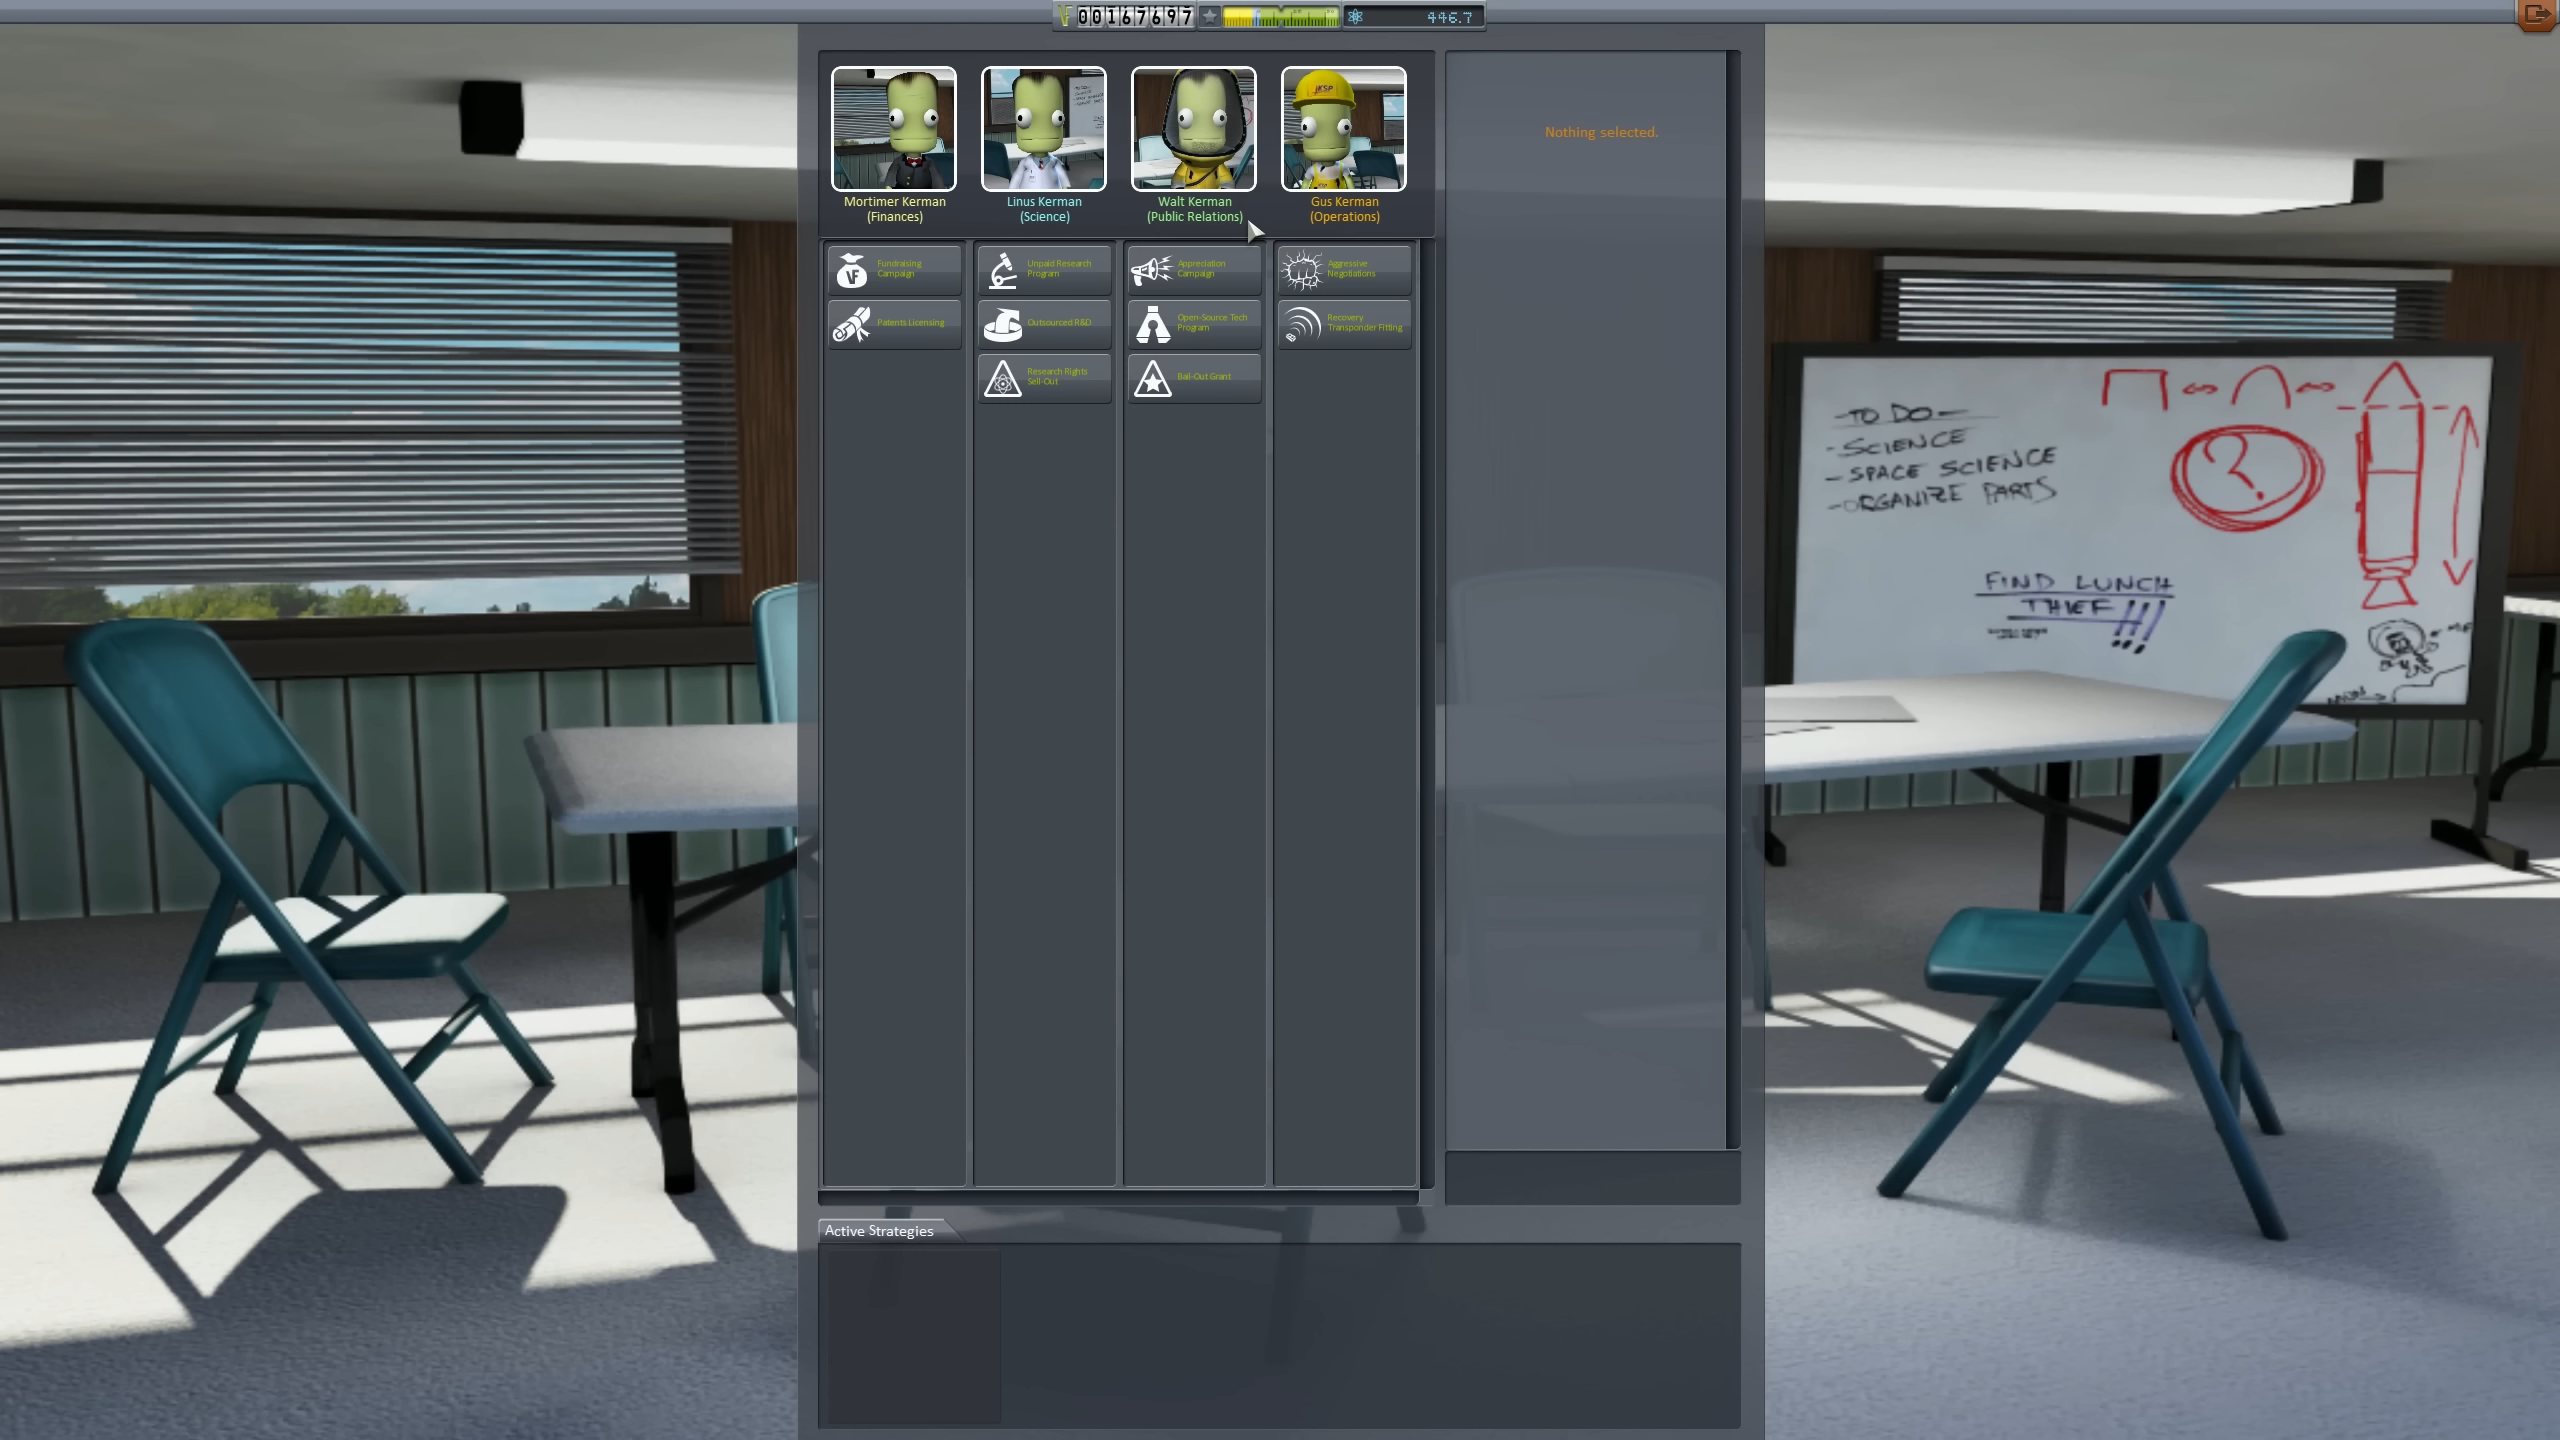 00167697
446.7
Nothing selected.
Mortimer Kerman
(Finances)
Linus Kerman
(Science)
Walt Kerman
(Public Relations)
Gus Kerman
(Operations)
Fundraising
Campaign
Patents Licensing
Unpaid Research
Program
Outsourced R&D
Research Rights
Sell-Out
Appreciation
Campaign
Open-Source Tech
Program
Bail-Out Grant
Aggressive
Negotiations
Recovery
Transponder Fitting
-TO DO-
-SCIENCE
-SPACE SCIENCE
-ORGANIZE PARTS
?
FIND LUNCH
THIEF!!!
Active Strategies